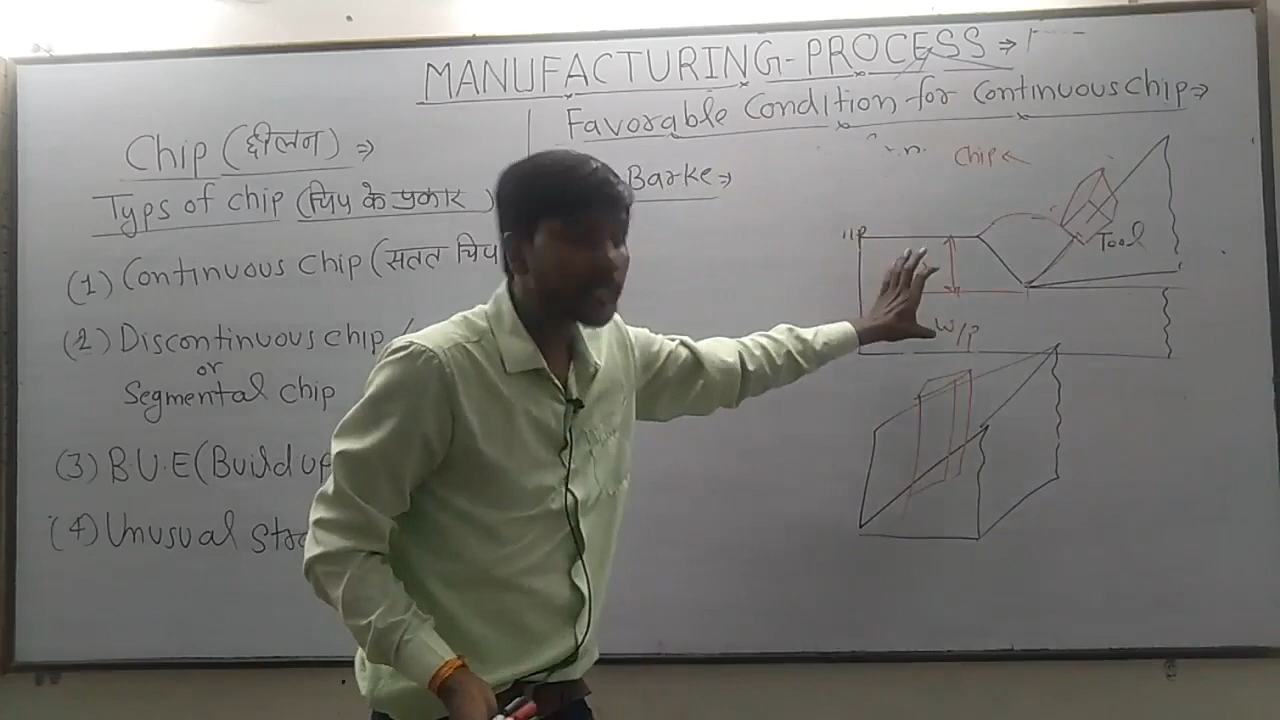 MANUFACTURING-PROCESS ⇒
Favorable Condition for Continuous Chip ⇒
Chip (छीलन) ⇒
Typs of chip (चिप के प्रकार)
(1) Continuous chip (सतत चिप
(2) Discontinuous chip
or
Segmental chip
(3) B.U.E (Build up
(4) Unusual
Barke ⇒
Chip ←
Tool
W/P